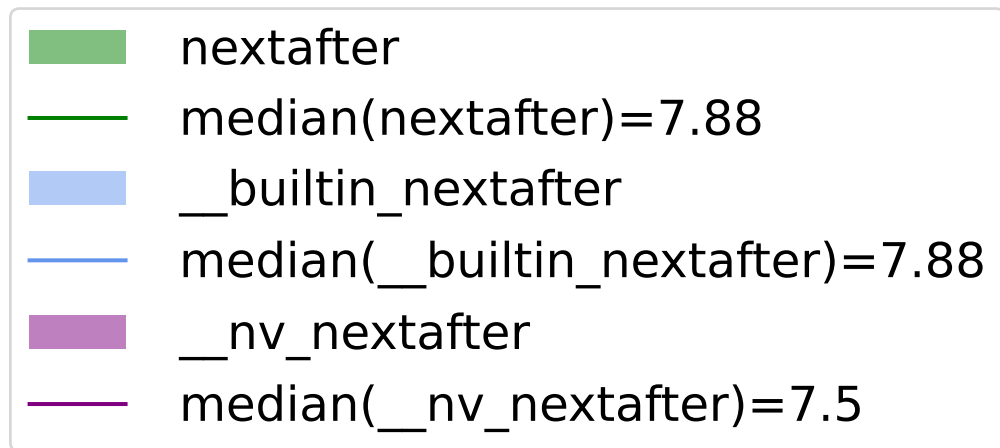 nextafter
median(nextafter)=7.88
__builtin_nextafter
median(__builtin_nextafter)=7.88
__nv_nextafter
median(__nv_nextafter)=7.5